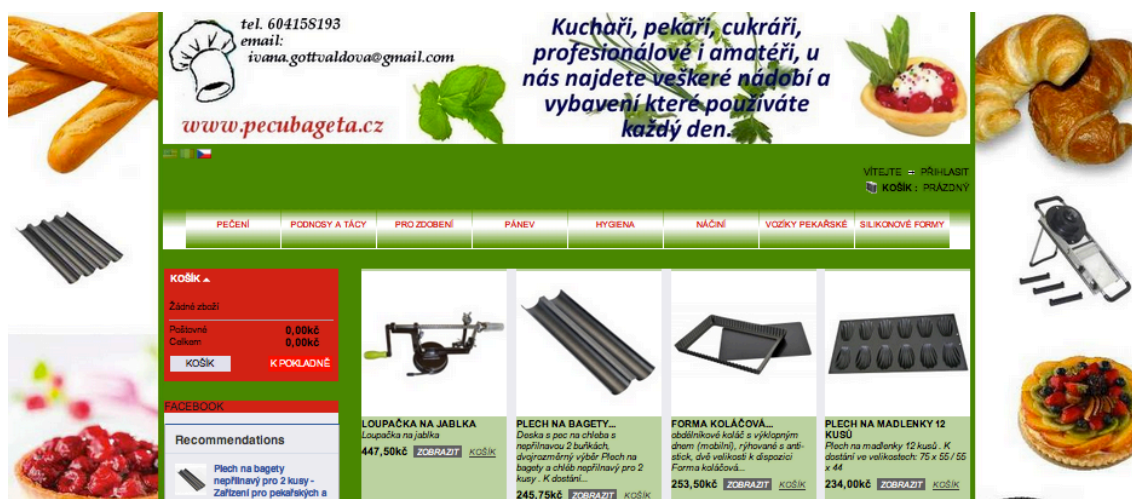 tel. 604158193
email:
ivana.gottvaldova@gmail.com
www.pecubageta.cz
Kuchaři, pekaři, cukráři,
profesionálové i amatéři, u
nás najdete veškeré nádobí a
vybavení které používáte
každý den.
VÍTEJTE PŘIHLASIT
KOŠÍK : PRÁZDNÝ
PEČENÍ PODNOSY A TÁCY PRO ZDOBENÍ PÁNEV HYGIENA NÁČINÍ VOZÍKY PEKAŘSKÉ SILIKONOVÉ FORMY
KOŠÍK
Žádné zboží
Poštovné 0,00kč
Celkem 0,00kč
KOŠÍK K POKLADNĚ
FACEBOOK
Recommendations
Plech na bagety
nepřilnavý pro 2 kusy -
Zařízení pro pekařských a
LOUPAČKA NA JABLKA
Loupačka na jablka
447,50kč ZOBRAZIT KOŠÍK
PLECH NA BAGETY...
Deska s pec na chleba s
nepřilnavou 2 buňkách,
dvojrozměrný výběr Plech na
bagety a chléb nepřilnavý pro 2
kusy . K dostání...
245,75kč ZOBRAZIT KOŠÍK
FORMA KOLÁČOVÁ...
obdélníkové koláč s výklopným
dnem (mobilní), rýhované s anti-
stick, dvě velikosti k dispozici
Forma koláčová...
253,50kč ZOBRAZIT KOŠÍK
PLECH NA MADLENKY 12
KUSŮ
Plech na madlenky 12 kusů . K
dostání ve velikostech: 75 x 55 / 55
x 44
234,00kč ZOBRAZIT KOŠÍK